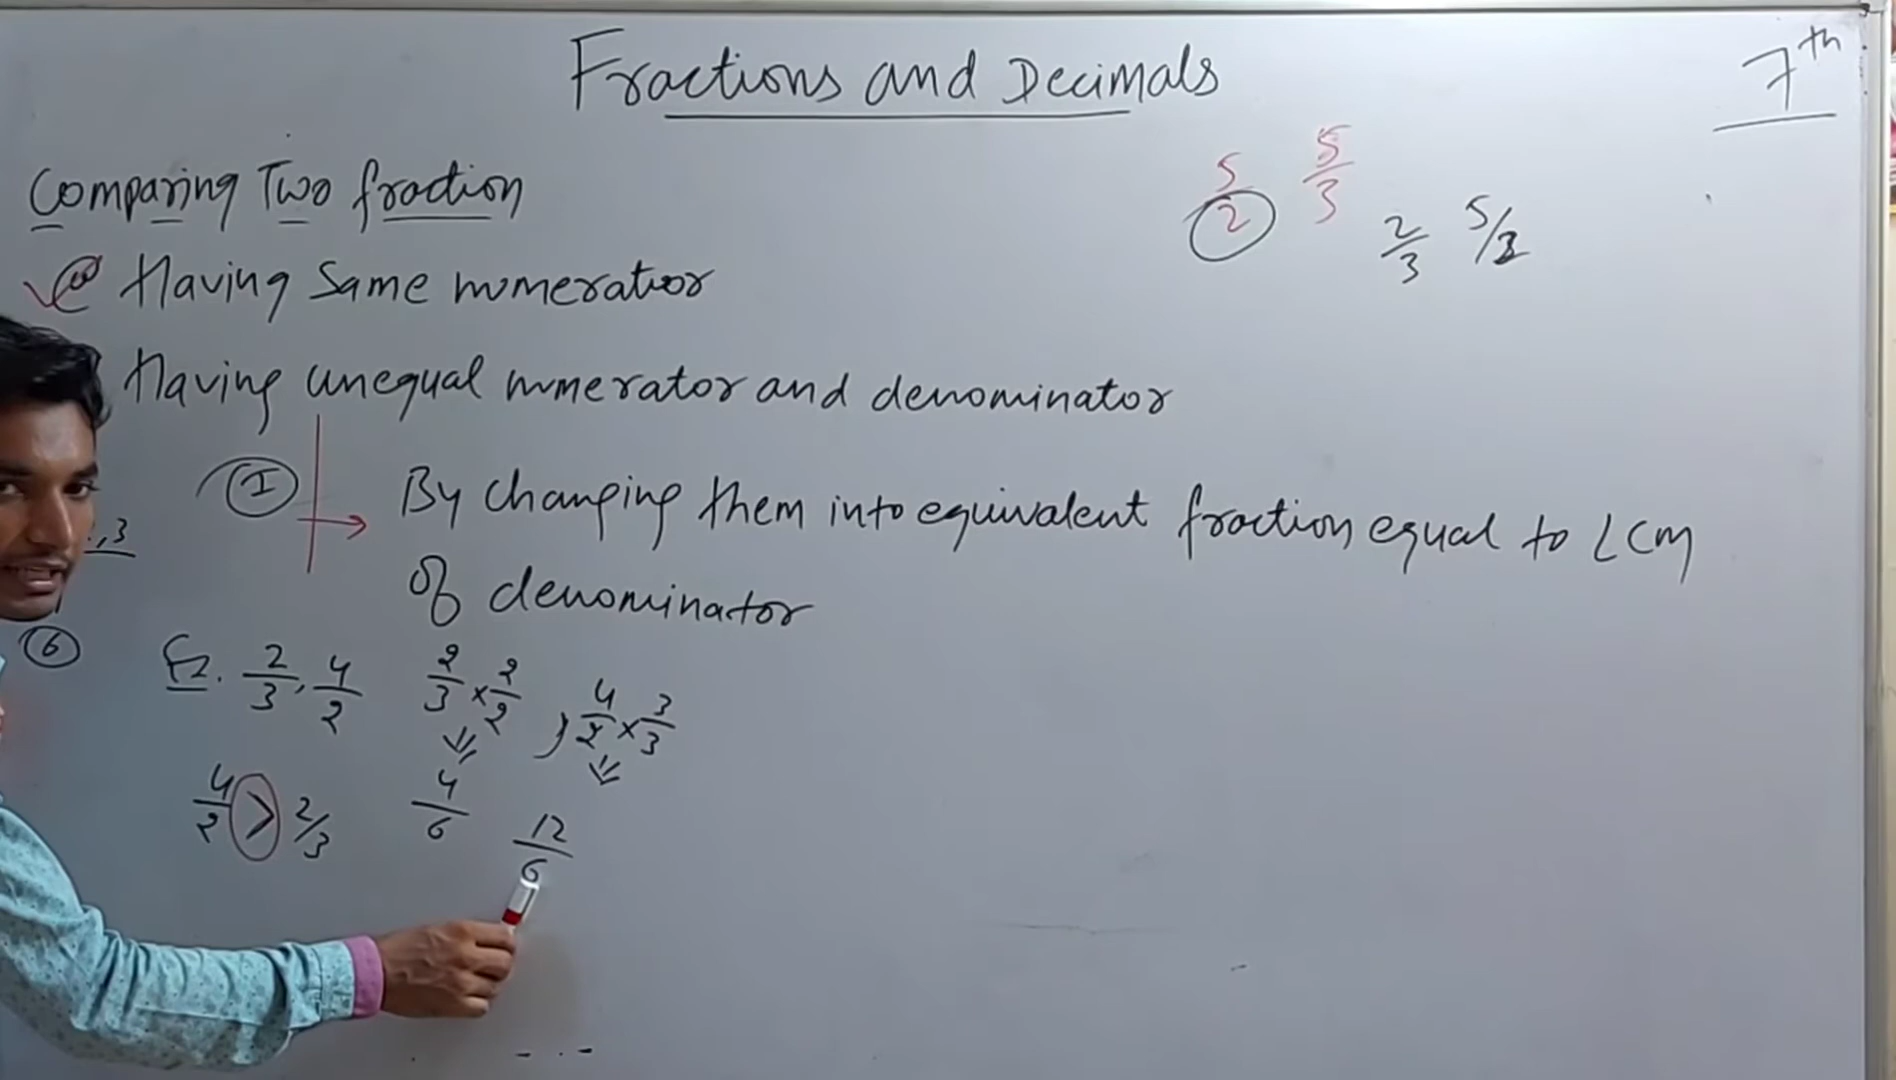 Fractions and Decimals
7th
5/2 5/3
2/3 5/2
Comparing Two fraction
@ Having Same numerator
Having unequal numerator and denominator
I → By changing them into equivalent fraction equal to LCM
of denominator
,3
6
Ex. 2/3, 4/2 2/3 × 2/2 , 4/2 × 3/3
4/2 > 2/3 4/6 12/6